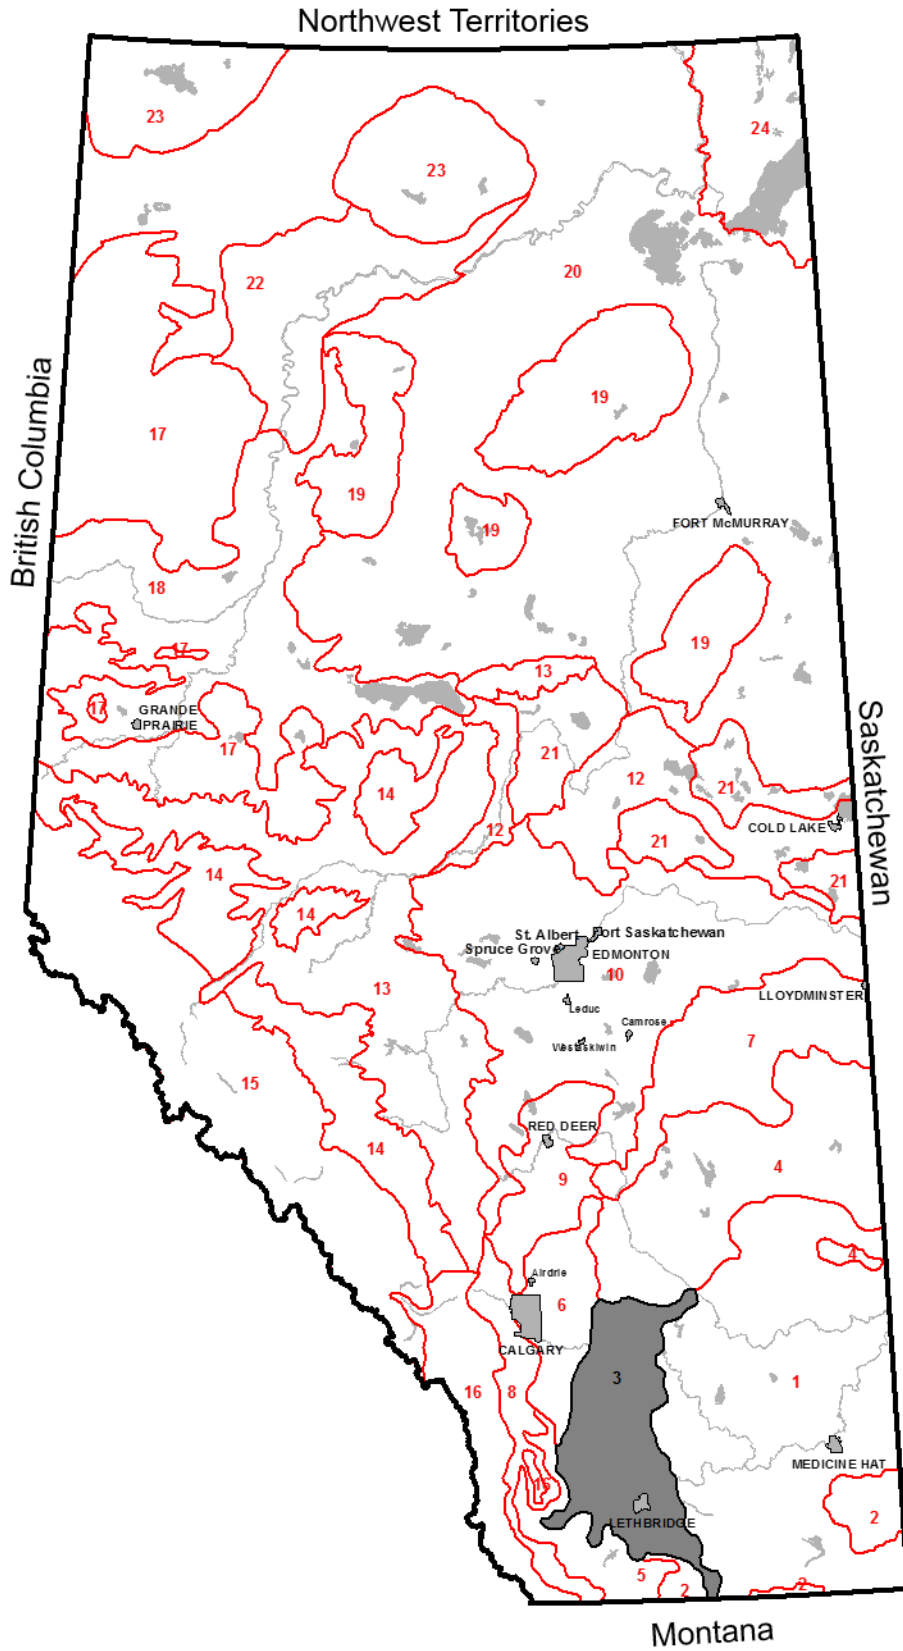 Northwest Territories
23
24
23
20
22
British Columbia
19
17
19
19
FORT McMURRAY
18
17
19
13
17
GRANDE
PRAIRIE
Saskatchewan
17
21
12
14
21
12
COLD LAKE
21
14
21
14
St. Albert
Fort Saskatchewan
Spruce Grove
EDMONTON
10
13
LLOYDMINSTER
Leduc
Camrose
Wetaskiwin
7
15
RED DEER
14
4
9
4
Airdrie
6
CALGARY
3
1
16
8
MEDICINE HAT
2
LETHBRIDGE
5
2
2
Montana